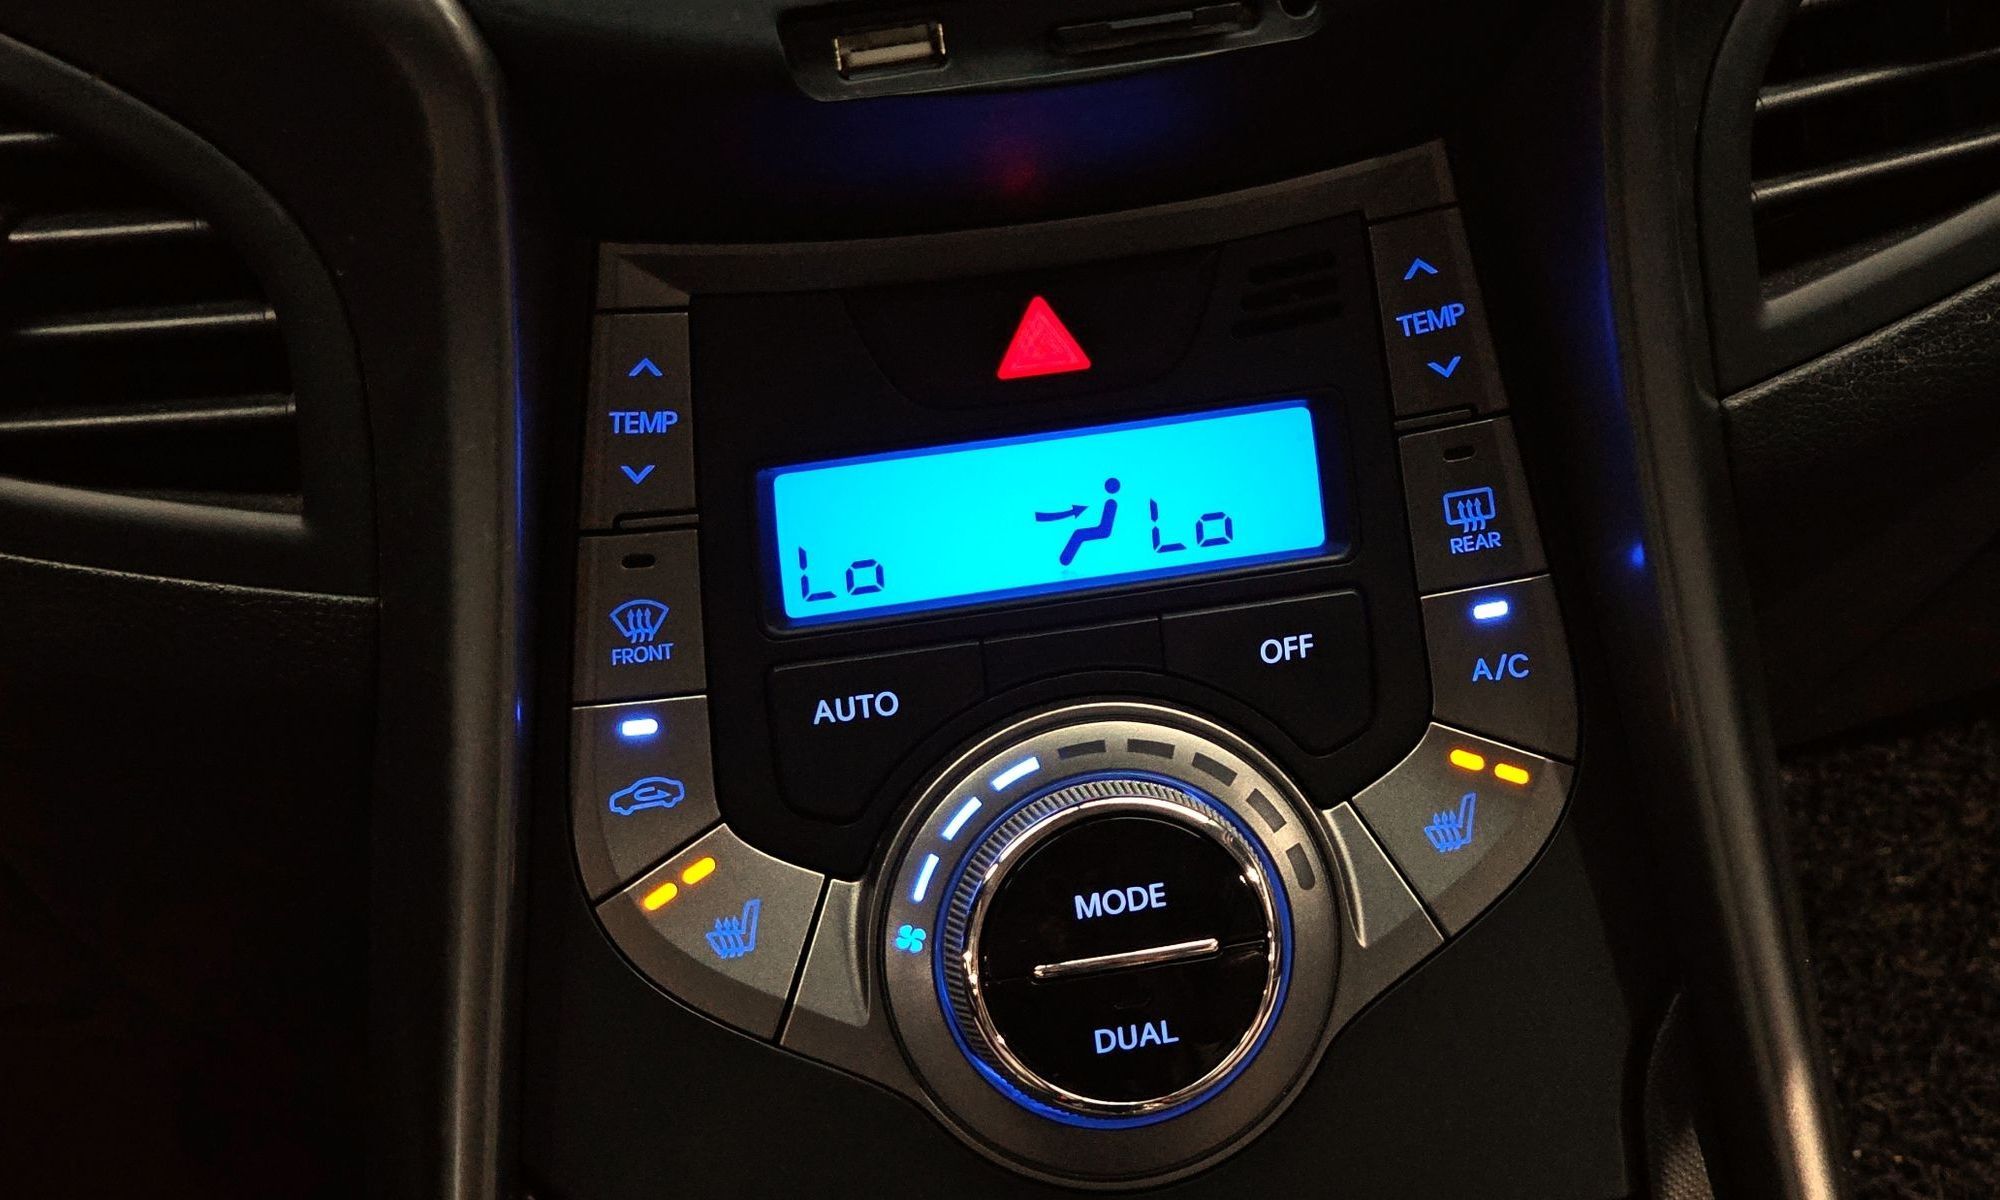 TEMP
TEMP
Lo
Lo
REAR
FRONT
AUTO
OFF
A/C
MODE
DUAL